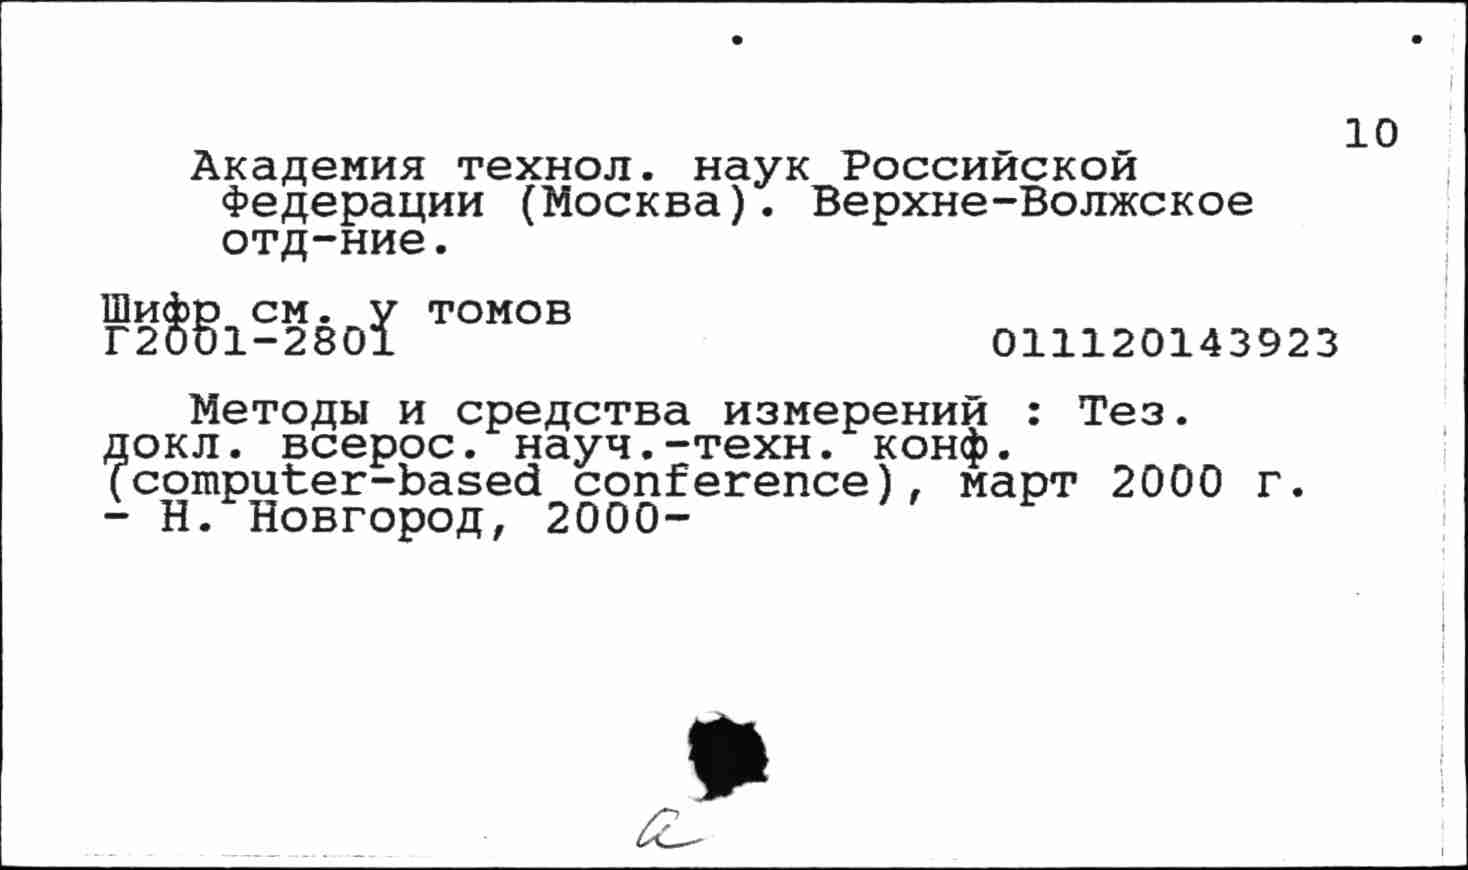 10
Академия технол. наук Российской
Федерации (Москва). Верхне-Волжское
отд-ние.
Шифр см. у томов
Г2001-2801 011120143923
Методы и средства измерений : Тез.
докл. всерос. науч.-техн. конф.
(computer-based conference), март 2000 г.
- Н. Новгород, 2000-
a